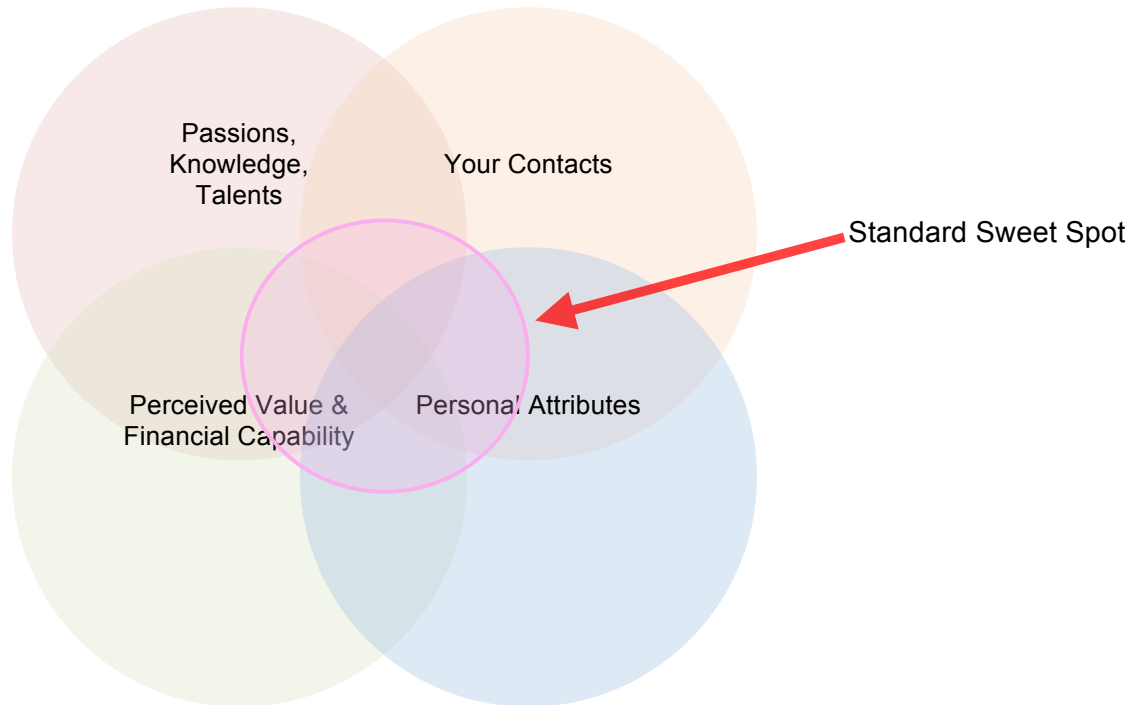 Passions,
Knowledge,
Talents
Your Contacts
Standard Sweet Spot
Perceived Value &
Financial Capability
Personal Attributes